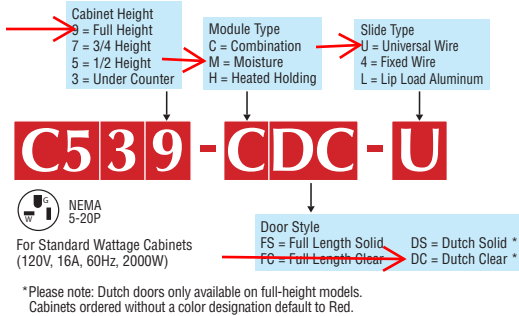 Cabinet Height
9 = Full Height
7 = 3/4 Height
5 = 1/2 Height
3 = Under Counter
Module Type
C = Combination
M = Moisture
H = Heated Holding
Slide Type
U = Universal Wire
4 = Fixed Wire
L = Lip Load Aluminum
C539-CDC-U
G
W
NEMA
5-20P
For Standard Wattage Cabinets
(120V, 16A, 60Hz, 2000W)
Door Style
FS = Full Length Solid
FC = Full Length Clear
DS = Dutch Solid *
DC = Dutch Clear *
*Please note: Dutch doors only available on full-height models.
Cabinets ordered without a color designation default to Red.